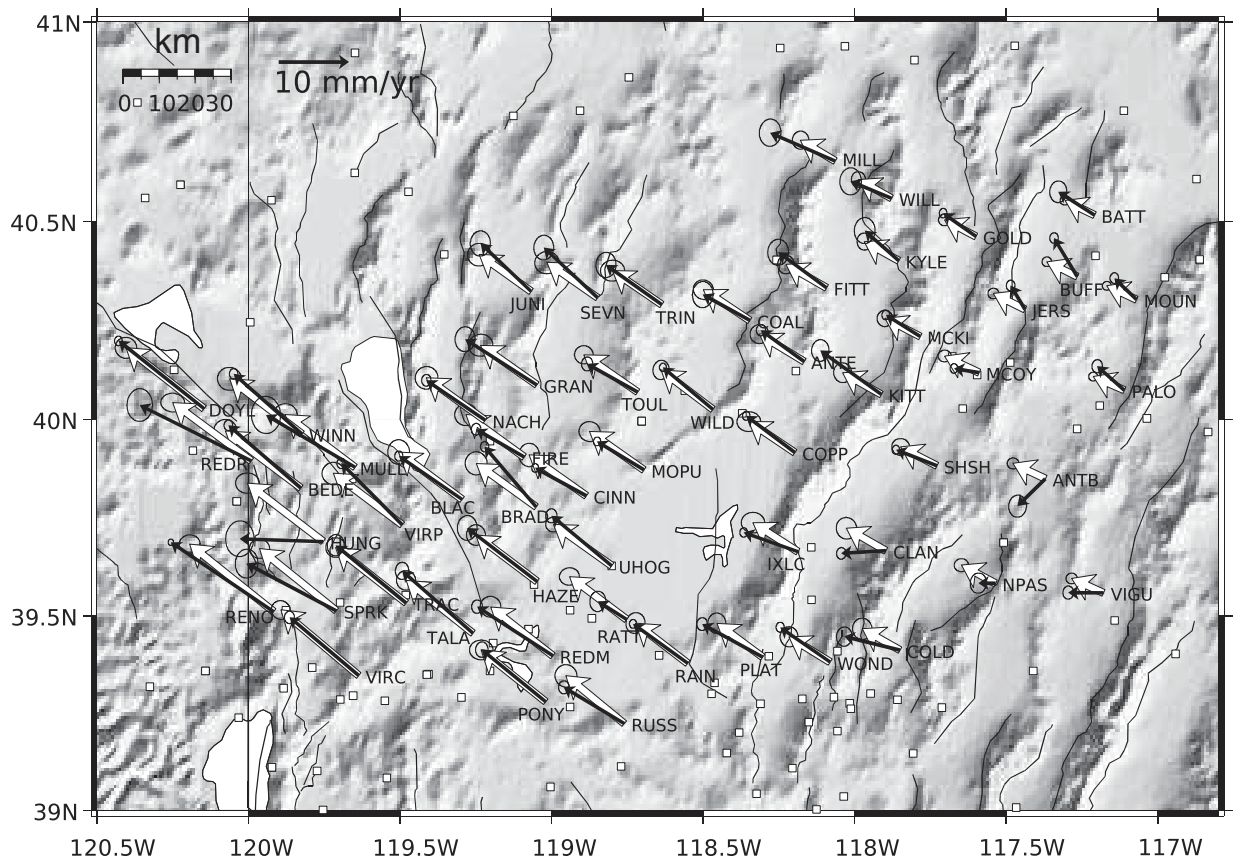 41N
km
0 102030
10 mm/yr
MILL
WILL
BATT
40.5N
GOLD
KYLE
JUNI
SEVN
TRIN
FITT
BUFF
MOUN
JERS
COAL
MCKI
ANTE
MCOY
GRAN
TOUL
KITT
PALO
DOYL
WINN
NACH
WILD
40N
REDR
MULL
FIRE
MOPU
COPP
SHSH
BEDE
CINN
ANTB
BLAC
BRAD
VIRP
HUNG
UHOG
IXLC
CLAN
HAZE
NPAS
VIGU
RENO
SPRK
TRAC
39.5N
TALA
RATT
REDM
RAIN
PLAT
WOND
COLD
VIRC
PONY
RUSS
39N
120.5W 120W 119.5W 119W 118.5W 118W 117.5W 117W